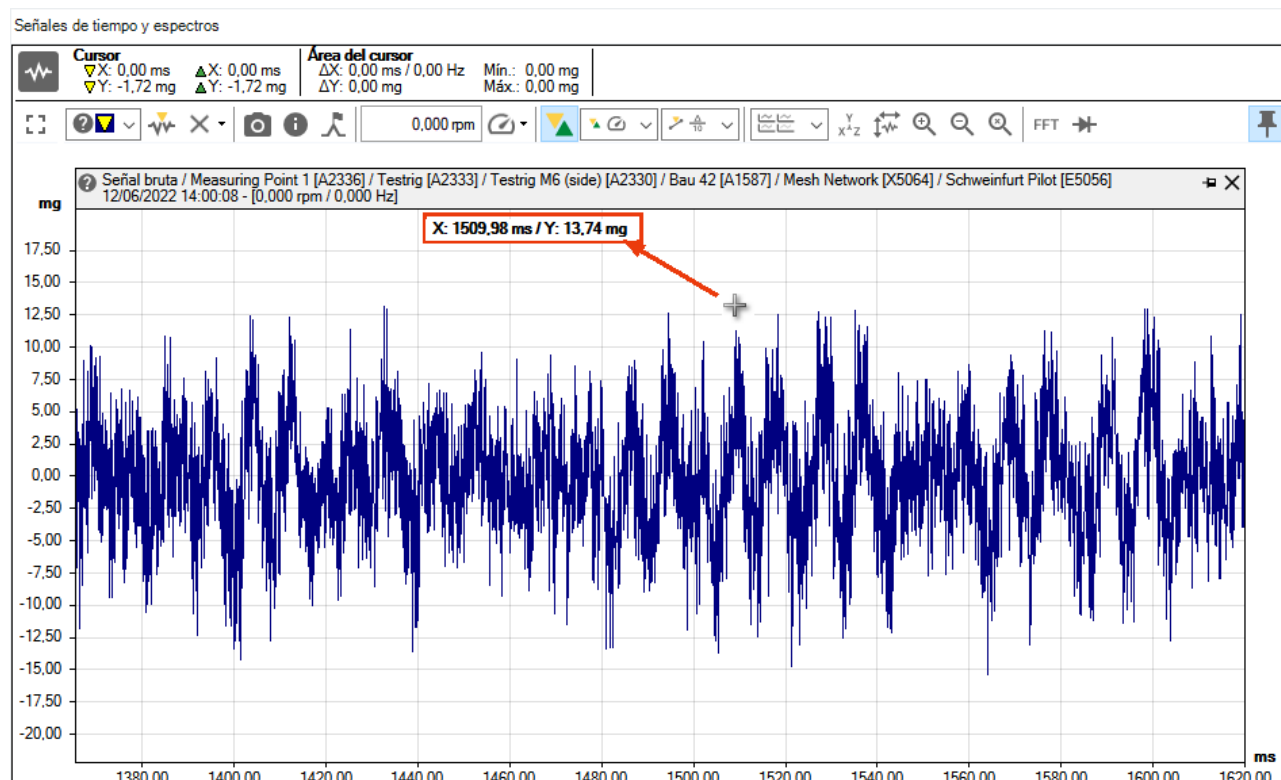 Señales de tiempo y espectros
Cursor
X: 0,00 ms X: 0,00 ms
Y: -1,72 mg Y: -1,72 mg
Área del cursor
ΔX: 0,00 ms / 0,00 Hz Mín.: 0,00 mg
ΔY: 0,00 mg Máx.: 0,00 mg
0,000 rpm
A
10
Y
X Z
FFT
Señal bruta / Measuring Point 1 [A2336] / Testrig [A2333] / Testrig M6 (side) [A2330] / Bau 42 [A1587] / Mesh Network [X5064] / Schweinfurt Pilot [E5056]
12/06/2022 14:00:08 - [0,000 rpm / 0,000 Hz]
mg
X: 1509,98 ms / Y: 13,74 mg
17,50
15,00
12,50
10,00
7,50
5,00
2,50
0,00
-2,50
-5,00
-7,50
-10,00
-12,50
-15,00
-17,50
-20,00
ms
1380,00 1400,00 1420,00 1440,00 1460,00 1480,00 1500,00 1520,00 1540,00 1560,00 1580,00 1600,00 1620,00